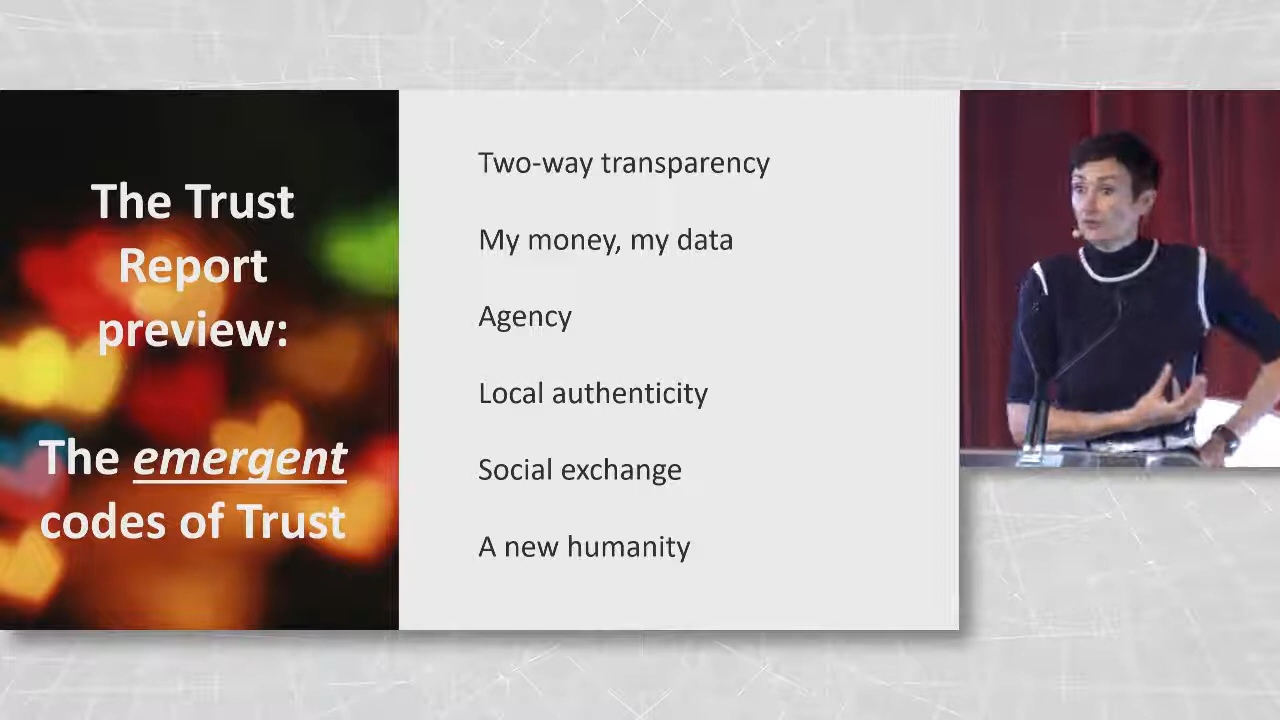 The Trust
Report
preview:
The emergent
codes of Trust
Two-way transparency
My money, my data
Agency
Local authenticity
Social exchange
A new humanity